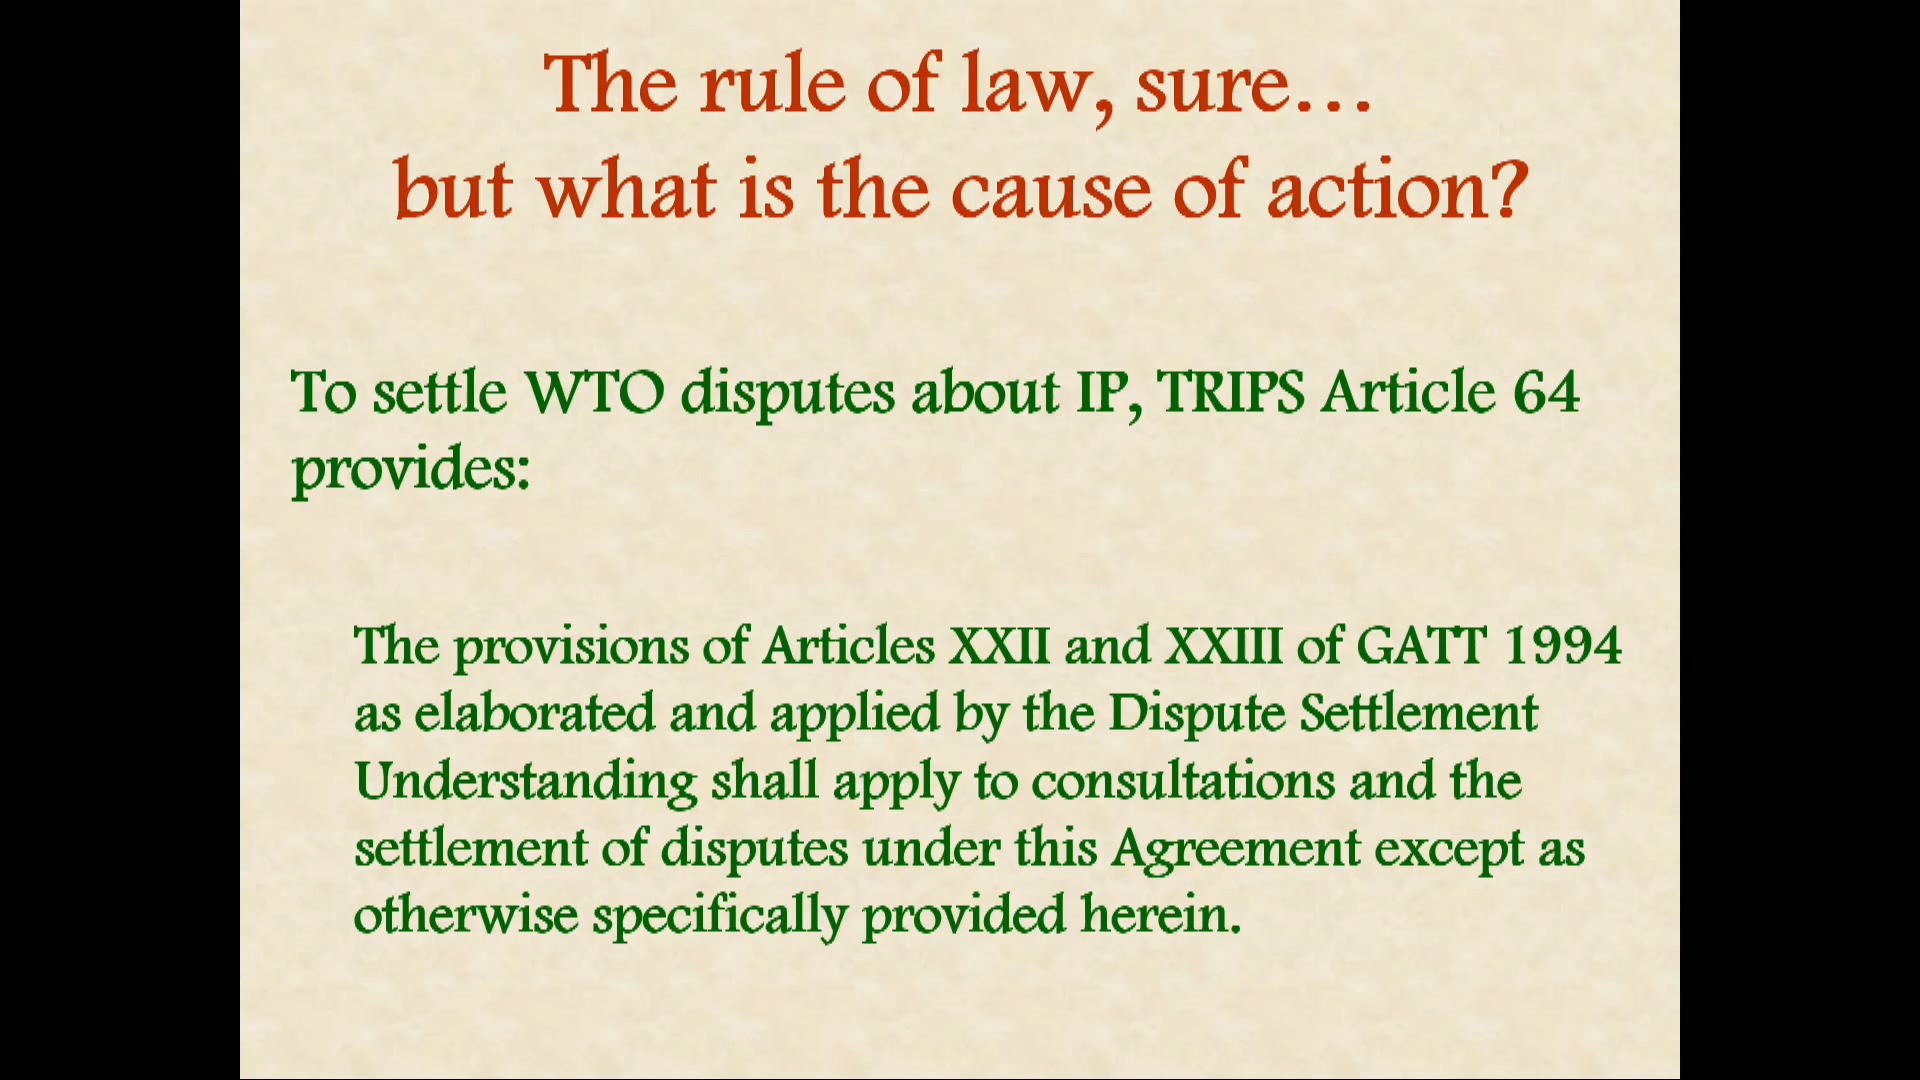 The rule of law, sure…
but what is the cause of action?
To settle WTO disputes about IP, TRIPS Article 64
provides:
The provisions of Articles XXII and XXIII of GATT 1994
as elaborated and applied by the Dispute Settlement
Understanding shall apply to consultations and the
settlement of disputes under this Agreement except as
otherwise specifically provided herein.